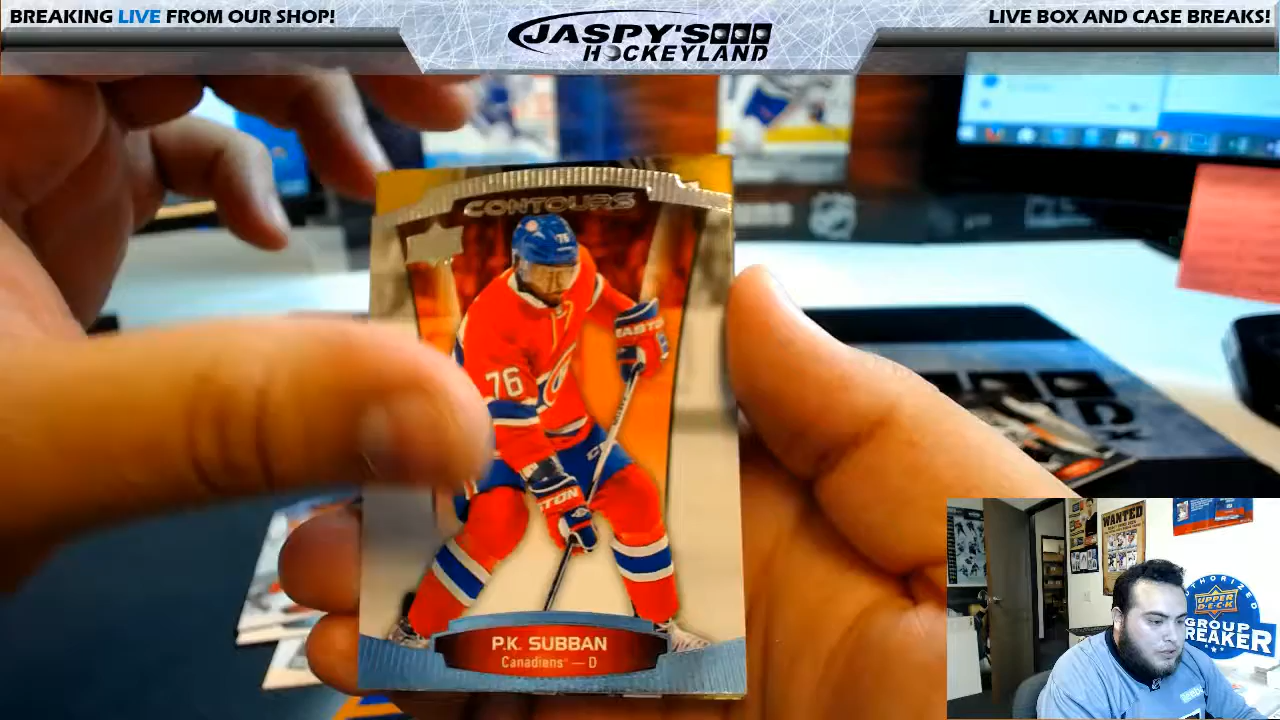 BREAKING LIVE FROM OUR SHOP!
JASPY'S
HOCKEYLAND
LIVE BOX AND CASE BREAKS!
CONTOURS
76
76
EASTON
P.K. SUBBAN
Canadiens - D
WANTED
AUTHORIZED
UPPER DECK
GROUP
BREAKER